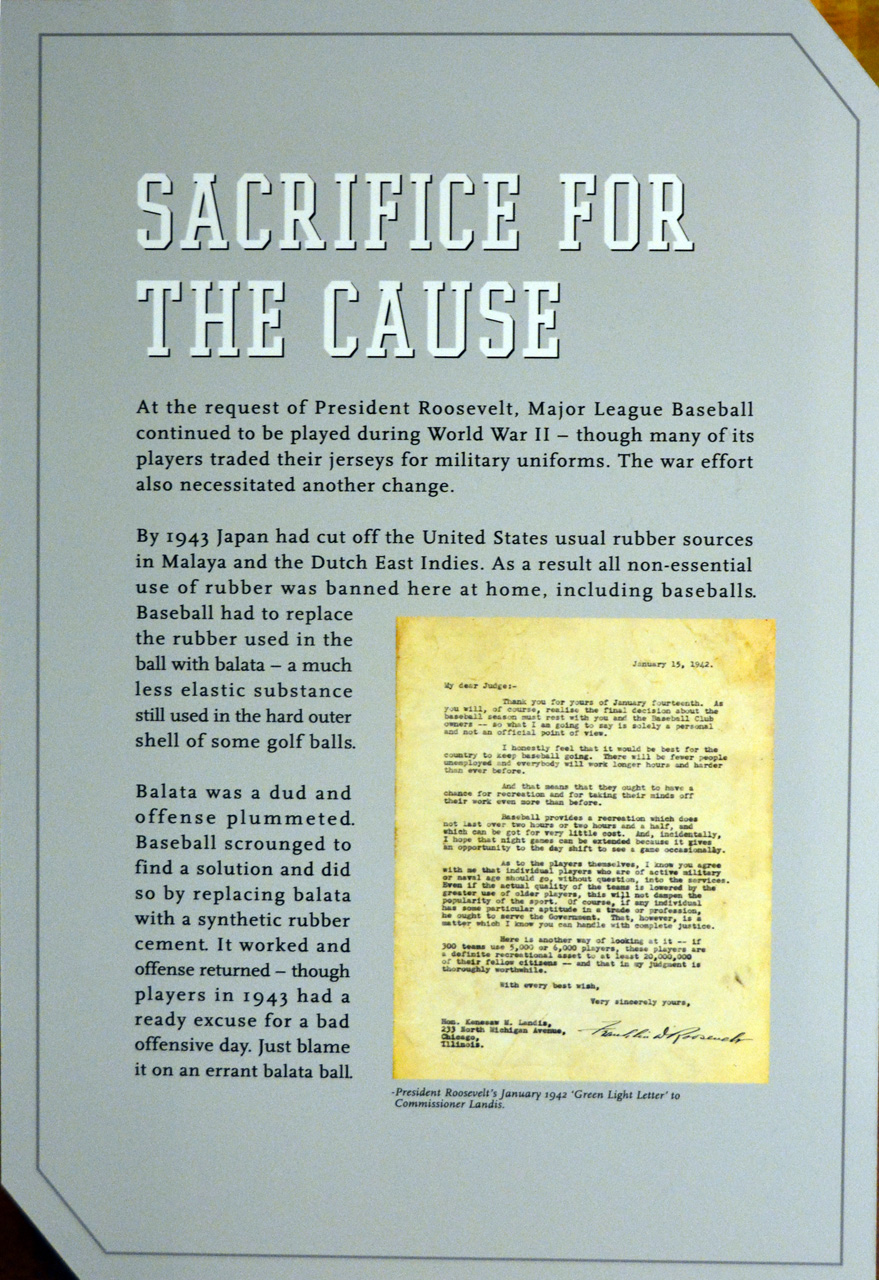 SACRIFICE FOR
THE CAUSE
At the request of President Roosevelt, Major League Baseball
continued to be played during World War II – though many of its
players traded their jerseys for military uniforms. The war effort
also necessitated another change.
By 1943 Japan had cut off the United States usual rubber sources
in Malaya and the Dutch East Indies. As a result all non-essential
use of rubber was banned here at home, including baseballs.
Baseball had to replace
the rubber used in the
ball with balata – a much
less elastic substance
still used in the hard outer
shell of some golf balls.
Balata was a dud and
offense plummeted.
Baseball scrounged to
find a solution and did
so by replacing balata
with a synthetic rubber
cement. It worked and
offense returned – though
players in 1943 had a
ready excuse for a bad
offensive day. Just blame
it on an errant balata ball.
January 15, 1942.
My dear Judge:-
Thank you for yours of January fourteenth. As
you will, of course, realize the final decision about the
baseball season must rest with you and the Baseball Club
owners -- so what I am going to say is solely a personal
and not an official point of view.
I honestly feel that it would be best for the
country to keep baseball going. There will be fewer people
unemployed and everybody will work longer hours and harder
than ever before.
And that means that they ought to have a
chance for recreation and for taking their minds off
their work even more than before.
Baseball provides a recreation which does
not last over two hours or two hours and a half, and
which can be got for very little cost. And, incidentally,
I hope that night games can be extended because it gives
an opportunity to the day shift to see a game occasionally.
As to the players themselves, I know you agree
with me that individual players who are of active military
or naval age should go, without question, into the services.
Even if the actual quality of the teams is lowered by the
greater use of older players, this will not dampen the
popularity of the sport. Of course, if any individual
has some particular aptitude in a trade or profession,
he ought to serve the Government. That, however, is a
matter which I know you can handle with complete justice.
Here is another way of looking at it -- if
300 teams use 5,000 or 6,000 players, these players are
a definite recreational asset to at least 20,000,000
of their fellow citizens -- and that in my judgment is
thoroughly worthwhile.
With every best wish,
Very sincerely yours,
Hon. Kenesaw M. Landis,
233 North Michigan Avenue,
Chicago,
Illinois.
Franklin D Roosevelt
-President Roosevelt's January 1942 'Green Light Letter' to
Commissioner Landis.